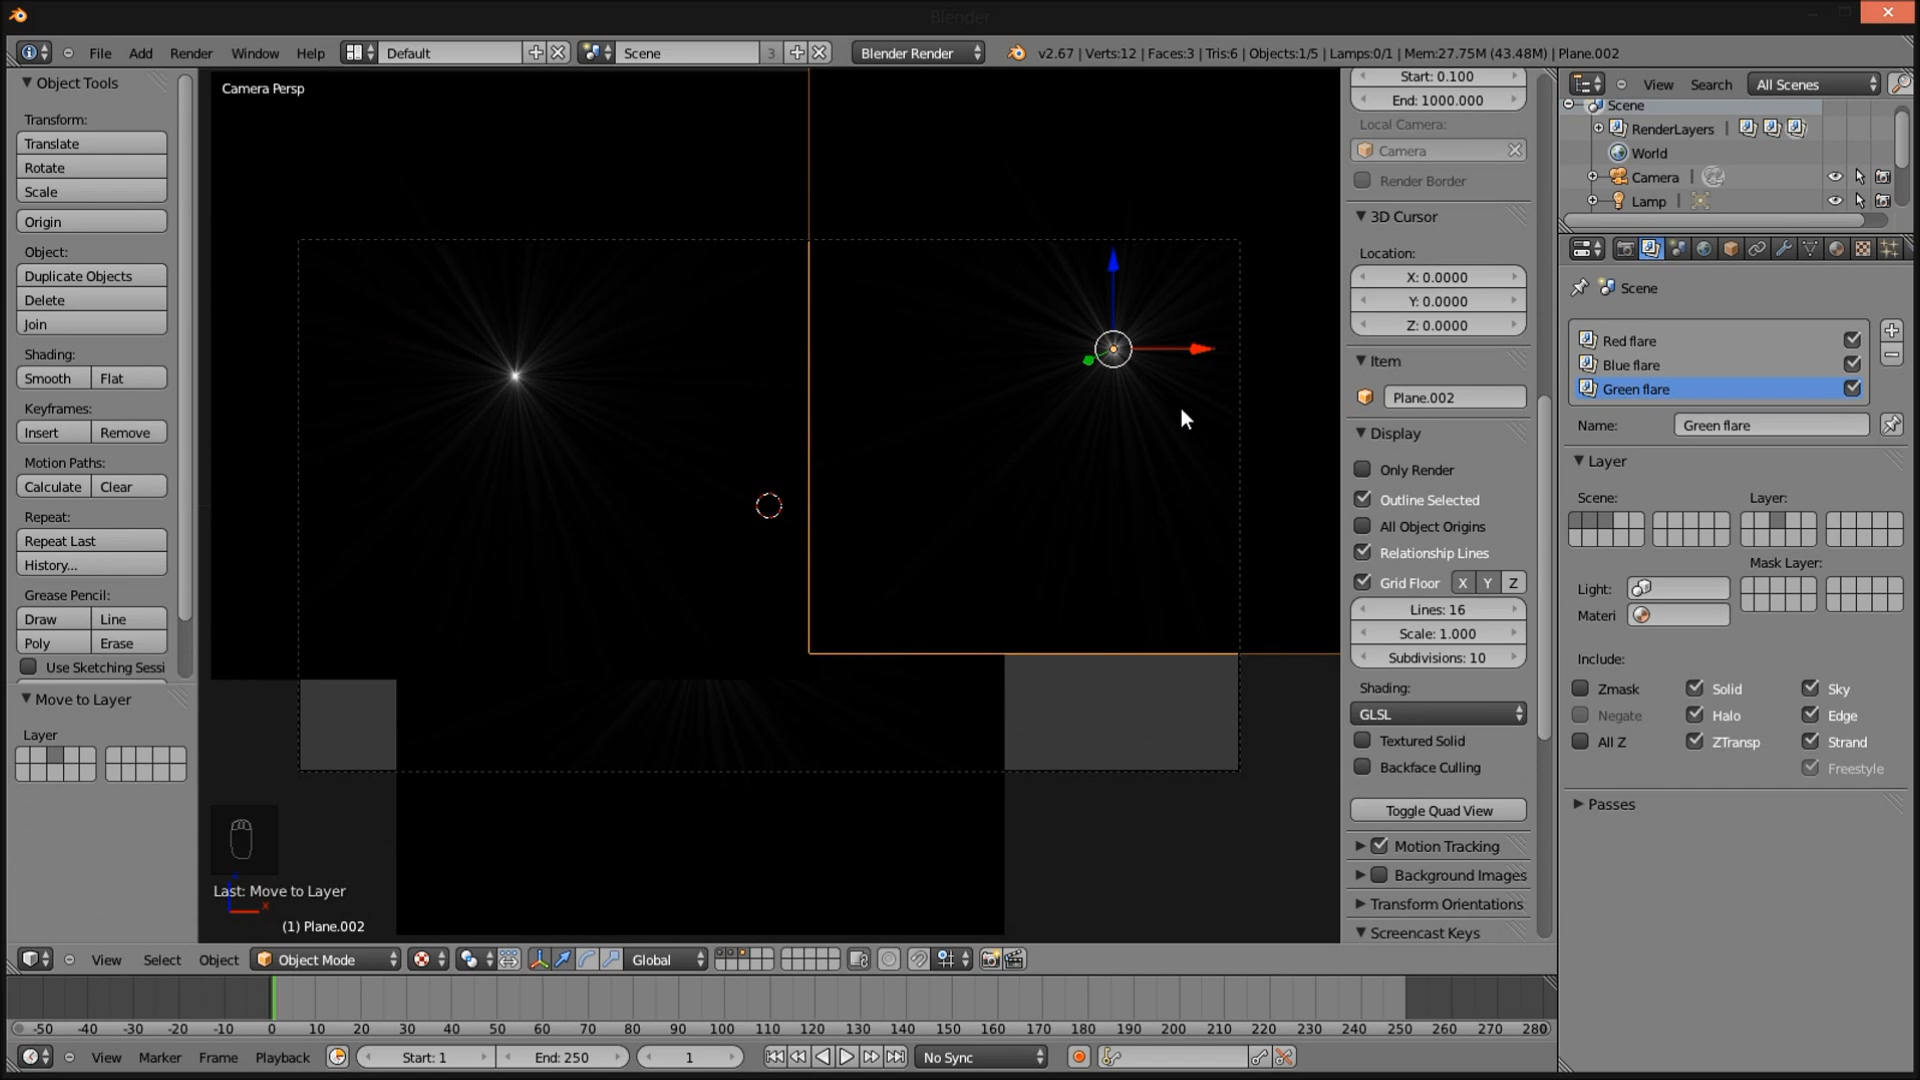 Blender
File Add Render Window Help Default Scene 3 Blender Render v2.67 | Verts:12 | Faces:3 | Tris:6 | Objects:1/5 | Lamps:0/1 | Mem:27.75M (43.48M) | Plane.002
Object Tools
Transform:
Translate
Rotate
Scale
Origin
Object:
Duplicate Objects
Delete
Join
Shading:
Smooth Flat
Keyframes:
Insert Remove
Motion Paths:
Calculate Clear
Repeat:
Repeat Last
History...
Grease Pencil:
Draw Line
Poly Erase
Use Sketching Sessi
Move to Layer
Layer
Camera Persp
Last: Move to Layer
x
(1) Plane.002
Start: 0.100
End: 1000.000
Local Camera:
Camera
Render Border
3D Cursor
Location:
X: 0.0000
Y: 0.0000
Z: 0.0000
Item
Plane.002
Display
Only Render
Outline Selected
All Object Origins
Relationship Lines
Grid Floor X Y Z
Lines: 16
Scale: 1.000
Subdivisions: 10
Shading:
GLSL
Textured Solid
Backface Culling
Toggle Quad View
Motion Tracking
Background Images
Transform Orientations
Screencast Keys
View Search All Scenes
Scene
RenderLayers |
World
Camera |
Lamp |
Scene
Red flare
Blue flare
Green flare
Name: Green flare
Layer
Scene: Layer:
Mask Layer:
Light:
Materi
Include:
Zmask Solid Sky
Negate Halo Edge
All Z ZTransp Strand
Freestyle
Passes
View Select Object Object Mode Global
-50 -40 -30 -20 -10 0 10 20 30 40 50 60 70 80 90 100 110 120 130 140 150 160 170 180 190 200 210 220 230 240 250 260 270 280
View Marker Frame Playback Start: 1 End: 250 1 No Sync